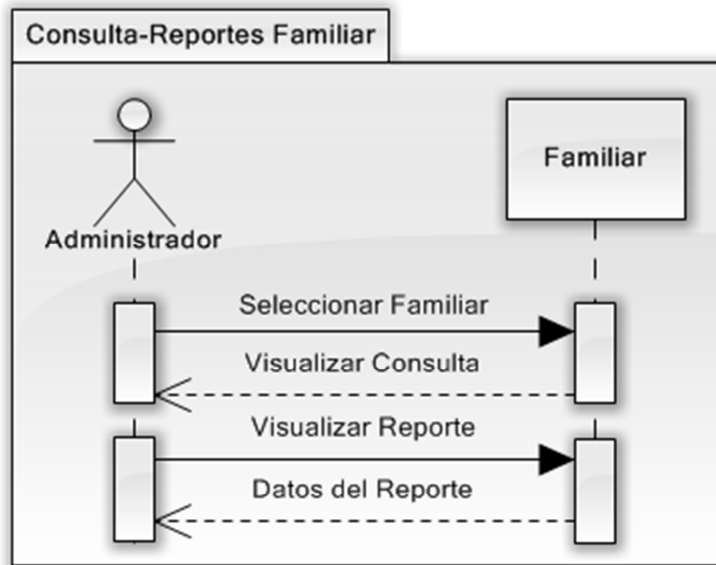 Consulta-Reportes Familiar
Familiar
Administrador
Seleccionar Familiar
Visualizar Consulta
Visualizar Reporte
Datos del Reporte